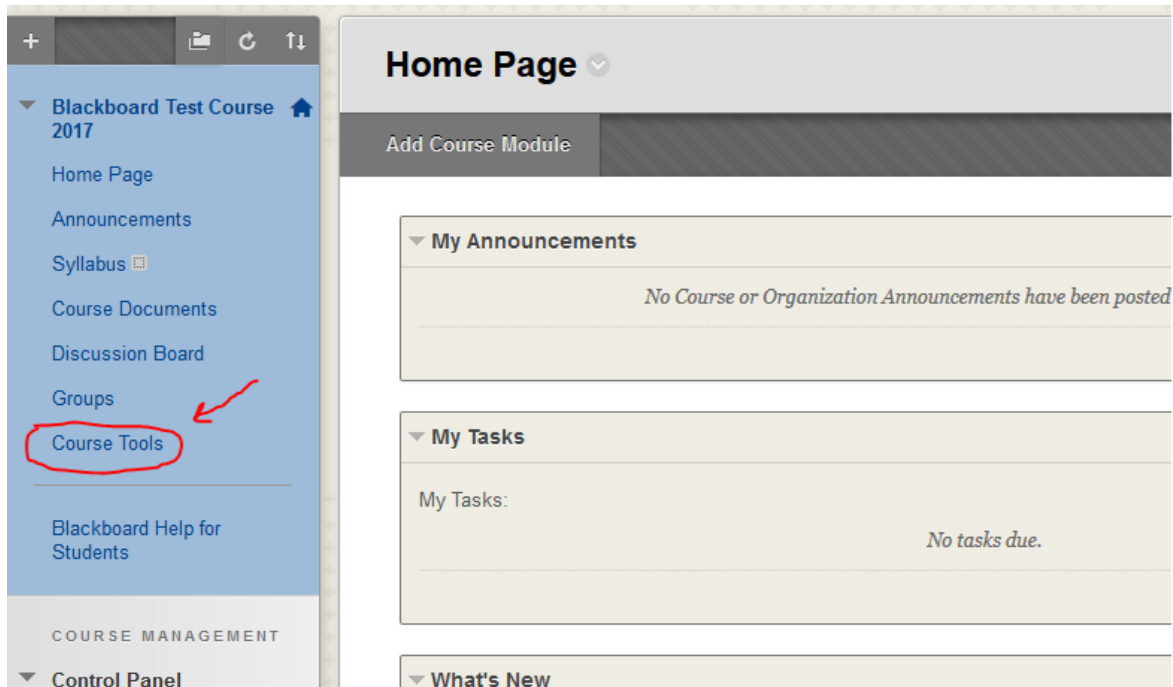 Blackboard Test Course
2017
Home Page
Announcements
Syllabus
Course Documents
Discussion Board
Groups
Course Tools
Blackboard Help for
Students
COURSE MANAGEMENT
Control Panel
Home Page
Add Course Module
My Announcements
No Course or Organization Announcements have been posted
My Tasks
My Tasks:
No tasks due.
What's New